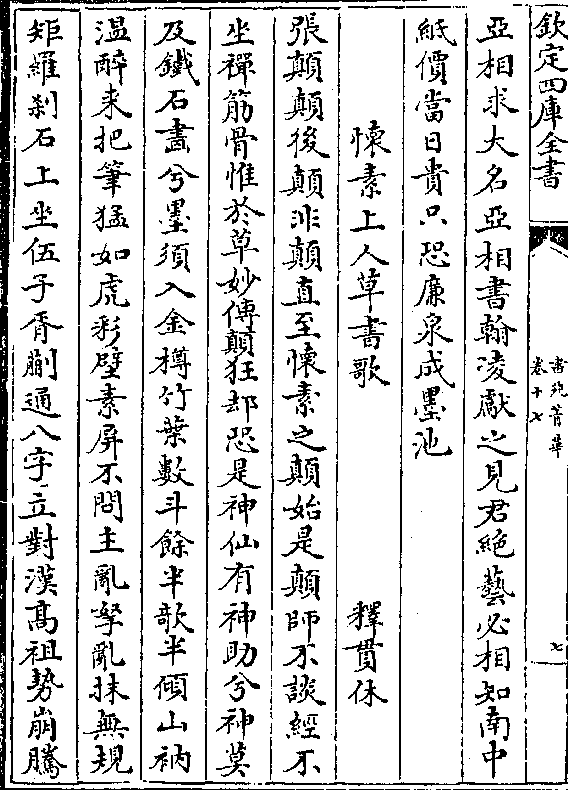 欽定四庫全書
書苑菁華
卷十七
七
亞相求大名亞相書翰凌獻之見君絶藝必相知南中
紙價當日貴只恐廉泉成墨池
懷素上人草書歌
釋貫休
張顛顛後顛非顛直至懷素之顛始是顛師不談經不
坐禪筋骨惟於草妙傳顛狂却恐是神仙有神助兮神莫
及鐵石畫兮墨須入金樽竹葉數斗餘半欹半傾山衲
温醉来把筆猛如虎彩壁素屏不問主亂拏亂抹無規
矩羅刹石上坐伍子胥蒯通八字立對漢髙祖勢崩騰